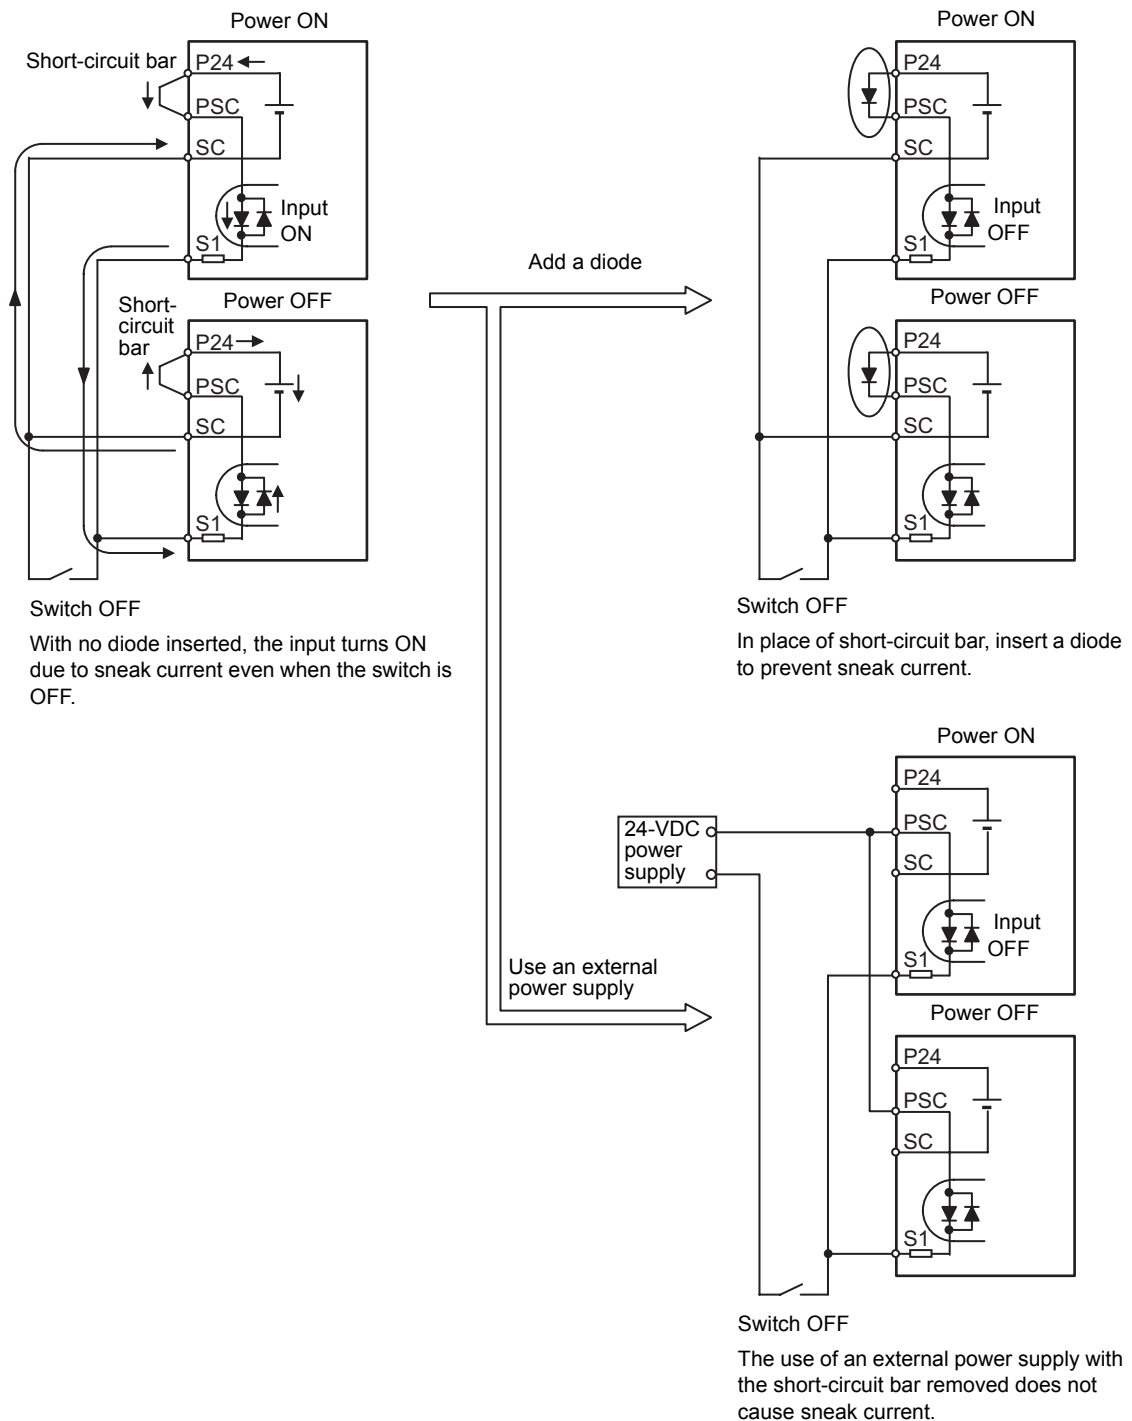 Power ON
Short-circuit bar
P24
PSC
SC
Input
ON
S1
Power OFF
Short-
circuit
bar
P24
PSC
SC
S1
Switch OFF
With no diode inserted, the input turns ON
due to sneak current even when the switch is
OFF.
Add a diode
Use an external
power supply
Power ON
P24
PSC
SC
Input
OFF
S1
Power OFF
P24
PSC
SC
S1
Switch OFF
In place of short-circuit bar, insert a diode
to prevent sneak current.
Power ON
24-VDC
power
supply
P24
PSC
SC
Input
OFF
S1
Power OFF
P24
PSC
SC
S1
Switch OFF
The use of an external power supply with
the short-circuit bar removed does not
cause sneak current.